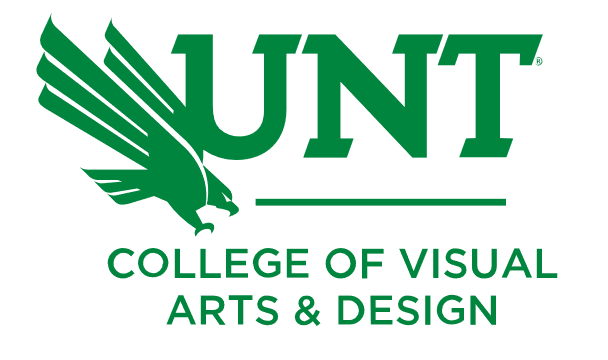 UNT®
COLLEGE OF VISUAL
ARTS & DESIGN